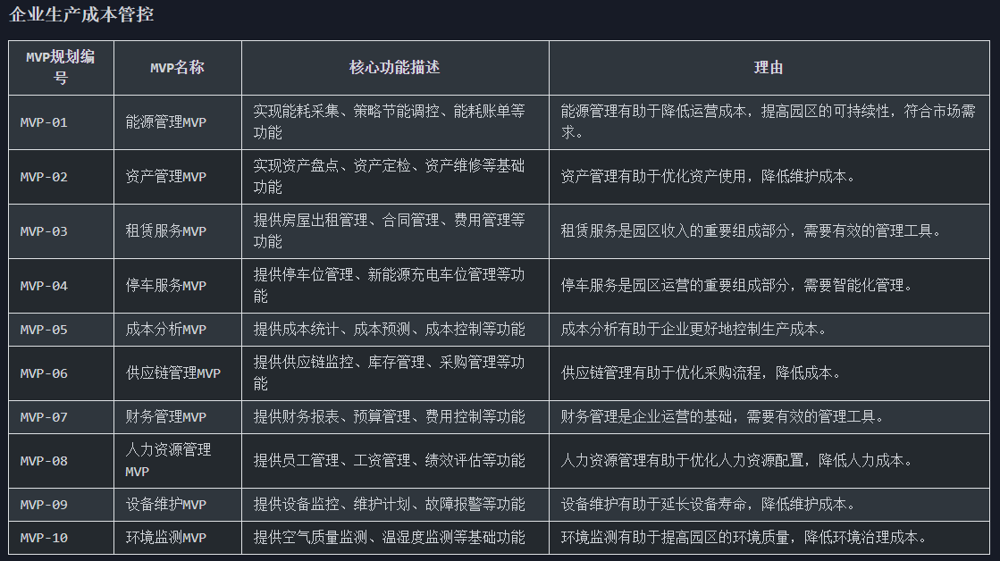 企业生产成本管控
MVP规划编
号
MVP名称
核心功能描述
理由
MVP-01
能源管理MVP
实现能耗采集、策略节能调控、能耗账单等
功能
能源管理有助于降低运营成本，提高园区的可持续性，符合市场需
求。
MVP-02
资产管理MVP
实现资产盘点、资产定检、资产维修等基础
功能
资产管理有助于优化资产使用，降低维护成本。
MVP-03
租赁服务MVP
提供房屋出租管理、合同管理、费用管理等
功能
租赁服务是园区收入的重要组成部分，需要有效的管理工具。
MVP-04
停车服务MVP
提供停车位管理、新能源充电车位管理等功
能
停车服务是园区运营的重要组成部分，需要智能化管理。
MVP-05
成本分析MVP
提供成本统计、成本预测、成本控制等功能
成本分析有助于企业更好地控制生产成本。
MVP-06
供应链管理MVP
提供供应链监控、库存管理、采购管理等功
能
供应链管理有助于优化采购流程，降低成本。
MVP-07
财务管理MVP
提供财务报表、预算管理、费用控制等功能
财务管理是企业运营的基础，需要有效的管理工具。
MVP-08
人力资源管理
MVP
提供员工管理、工资管理、绩效评估等功能
人力资源管理有助于优化人力资源配置，降低人力成本。
MVP-09
设备维护MVP
提供设备监控、维护计划、故障报警等功能
设备维护有助于延长设备寿命，降低维护成本。
MVP-10
环境监测MVP
提供空气质量监测、温湿度监测等基础功能
环境监测有助于提高园区的环境质量，降低环境治理成本。